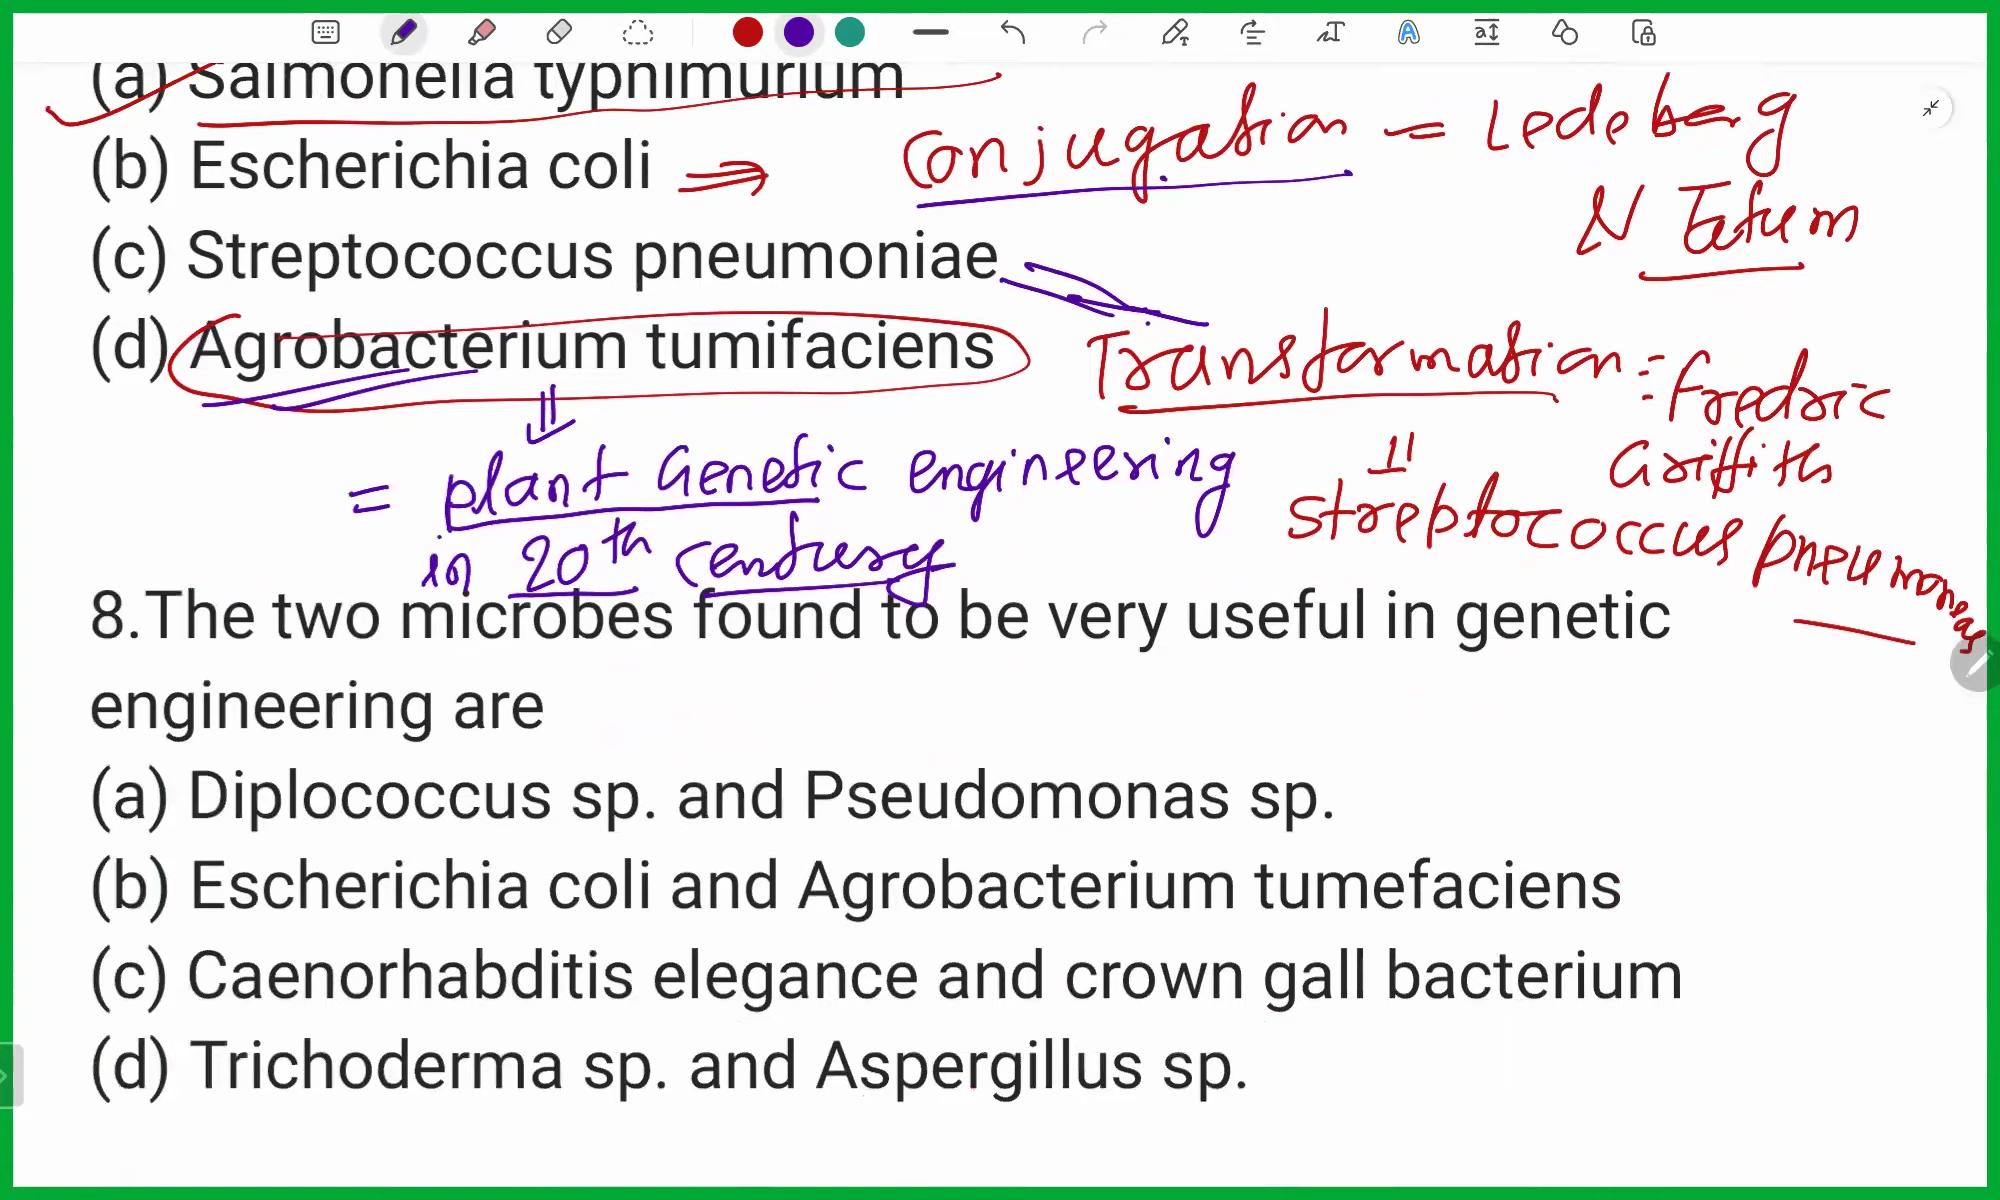 (a) Salmonella typhimurium
(b) Escherichia coli
Conjugation = Ledeberg
N Tatum
(c) Streptococcus pneumoniae
(d) Agrobacterium tumifaciens
Transformation = Fredric
Griffith
= plant Genetic engineering
in 20th century
Streptococcus pneumoneas
8.The two microbes found to be very useful in genetic
engineering are
(a) Diplococcus sp. and Pseudomonas sp.
(b) Escherichia coli and Agrobacterium tumefaciens
(c) Caenorhabditis elegance and crown gall bacterium
(d) Trichoderma sp. and Aspergillus sp.